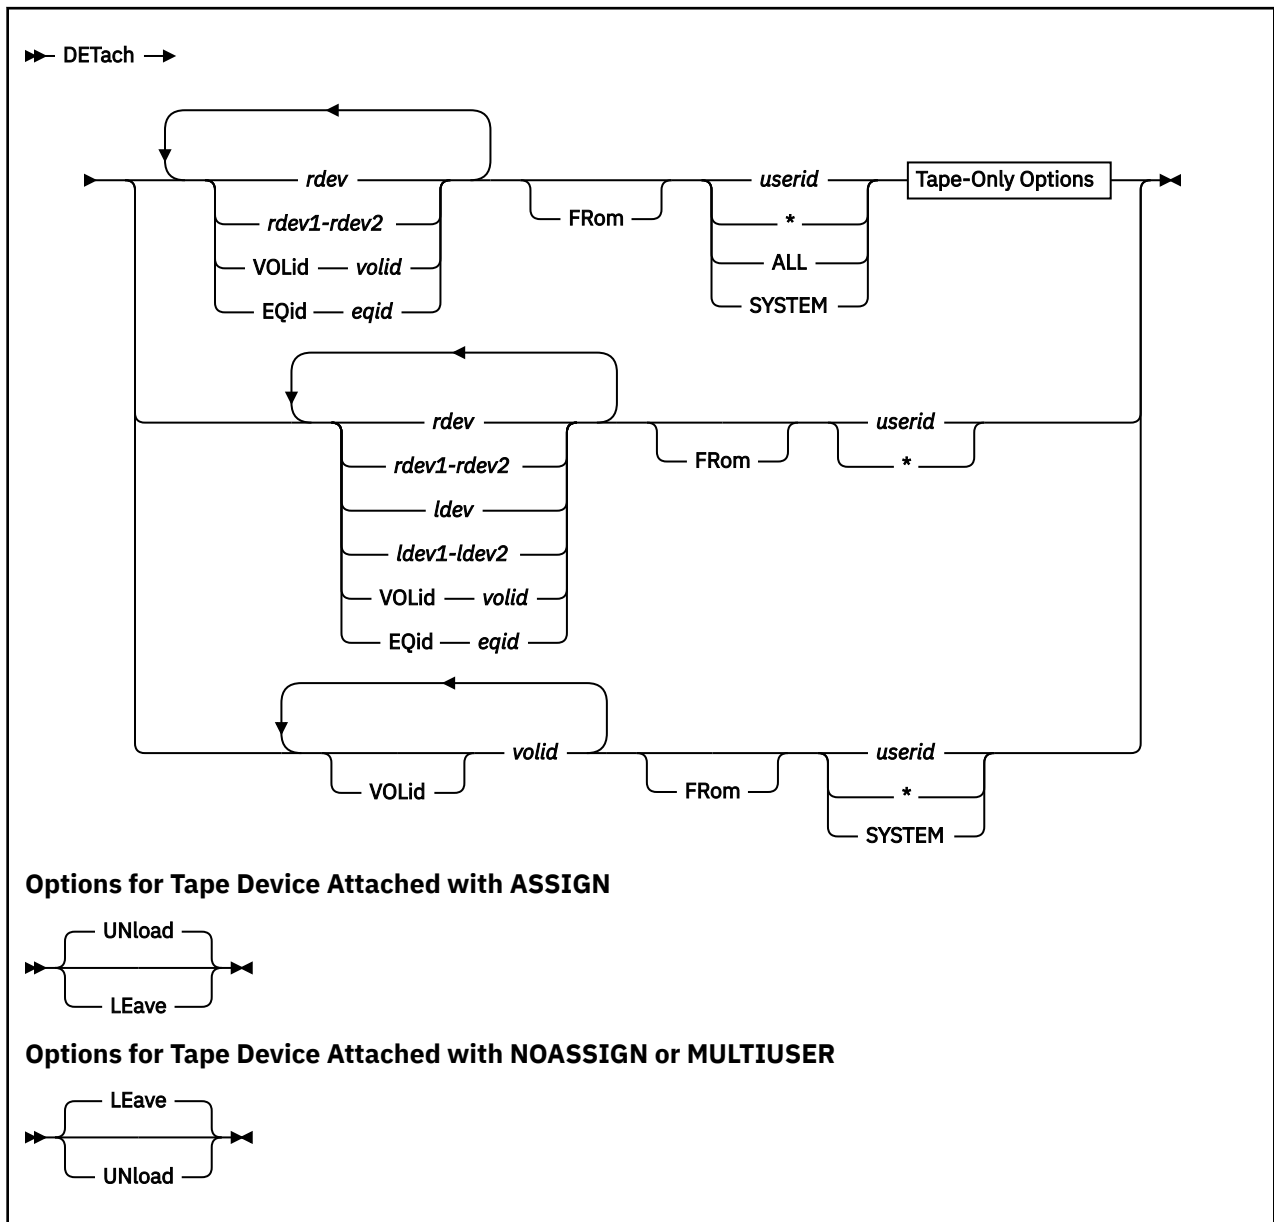 DETach
rdev
rdev1-rdev2
VOLid volid
EQid eqid
FRom
userid
*
ALL
SYSTEM
Tape-Only Options
rdev
rdev1-rdev2
ldev
ldev1-ldev2
VOLid volid
EQid eqid
FRom
userid
*
VOLid
volid
FRom
userid
*
SYSTEM
Options for Tape Device Attached with ASSIGN
UNload
LEave
Options for Tape Device Attached with NOASSIGN or MULTIUSER
LEave
UNload